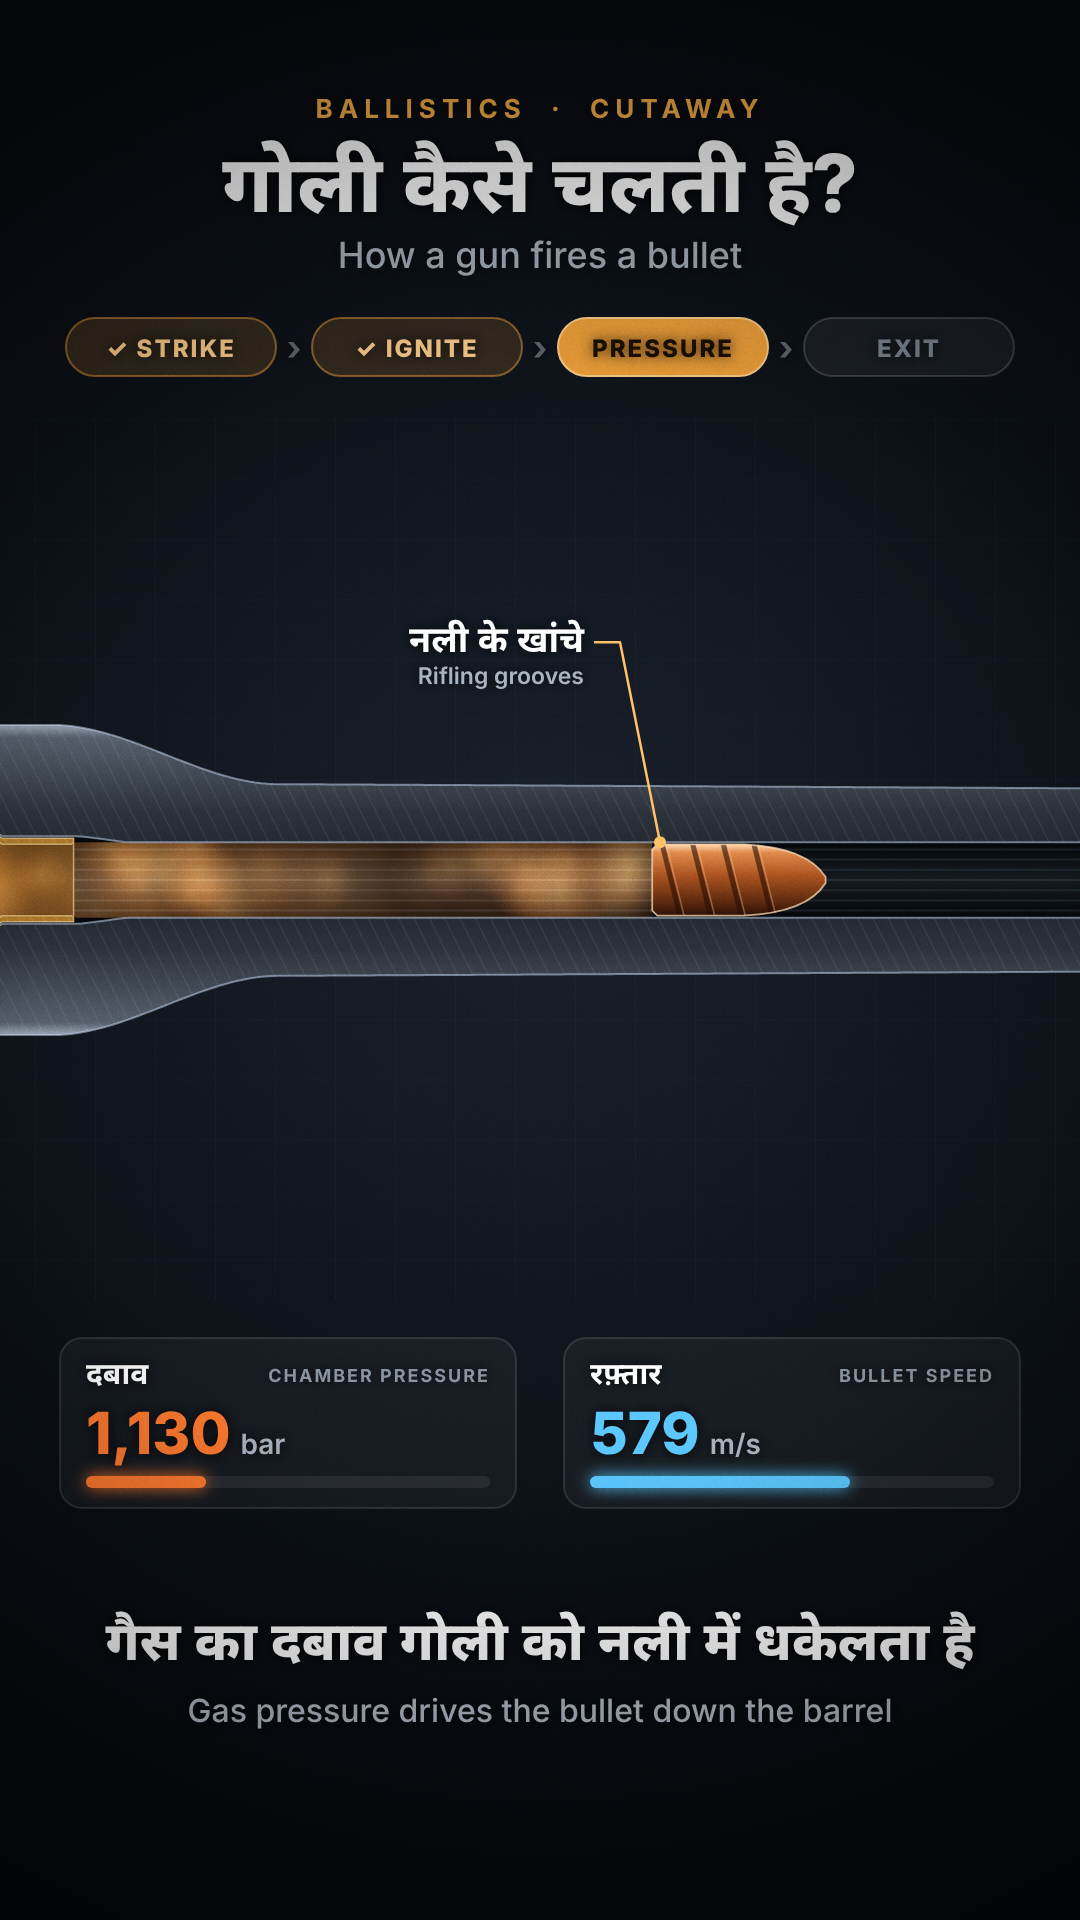 BALLISTICS · CUTAWAY
गोली कैसे चलती है?
How a gun fires a bullet
✓ STRIKE › ✓ IGNITE › PRESSURE › EXIT
नली के खांचे
Rifling grooves
दबाव CHAMBER PRESSURE
1,130 bar
रफ़्तार BULLET SPEED
579 m/s
गैस का दबाव गोली को नली में धकेलता है
Gas pressure drives the bullet down the barrel